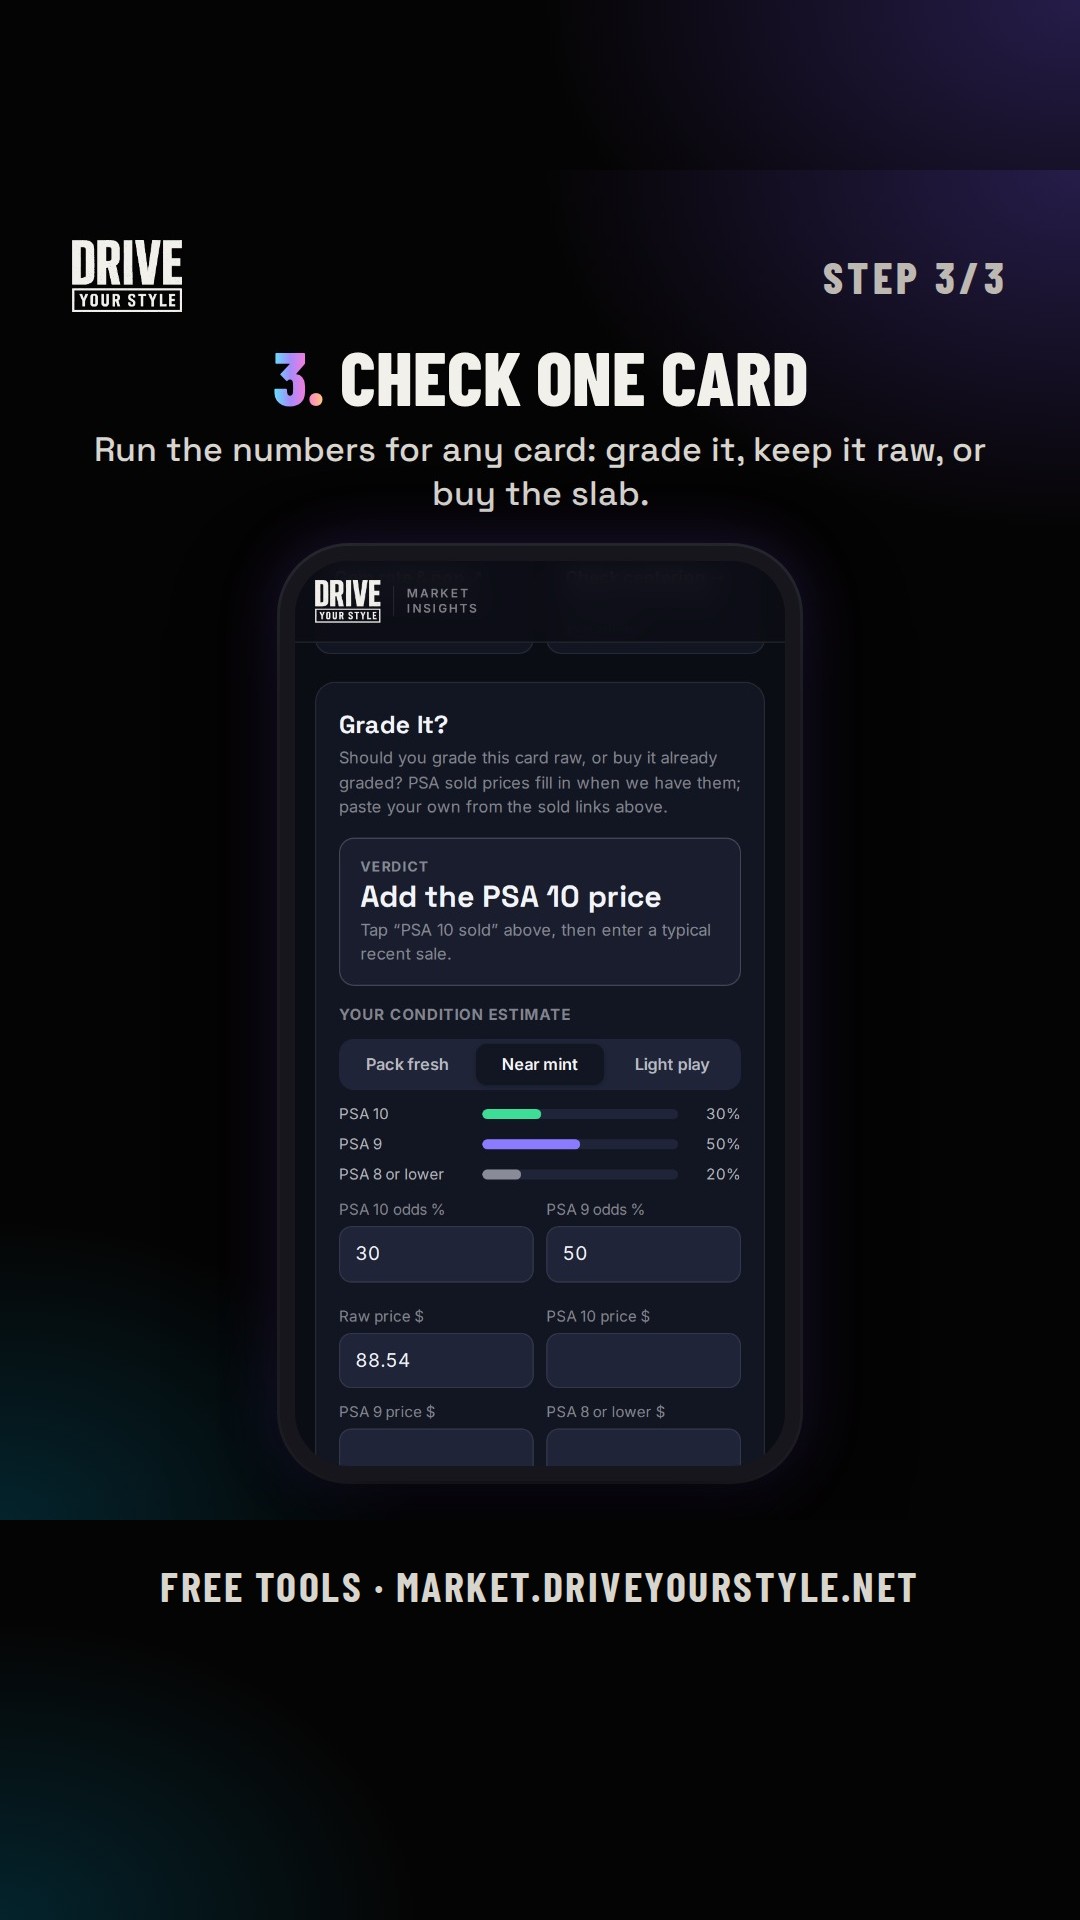 DRIVE
YOUR STYLE
STEP 3/3
3. CHECK ONE CARD
Run the numbers for any card: grade it, keep it raw, or
buy the slab.
DRIVE
YOUR STYLE
MARKET
INSIGHTS
Grade It?
Should you grade this card raw, or buy it already
graded? PSA sold prices fill in when we have them;
paste your own from the sold links above.
VERDICT
Add the PSA 10 price
Tap “PSA 10 sold” above, then enter a typical
recent sale.
YOUR CONDITION ESTIMATE
Pack fresh Near mint Light play
PSA 10 30%
PSA 9 50%
PSA 8 or lower 20%
PSA 10 odds % PSA 9 odds %
30 50
Raw price $ PSA 10 price $
88.54
PSA 9 price $ PSA 8 or lower $
FREE TOOLS · MARKET.DRIVEYOURSTYLE.NET